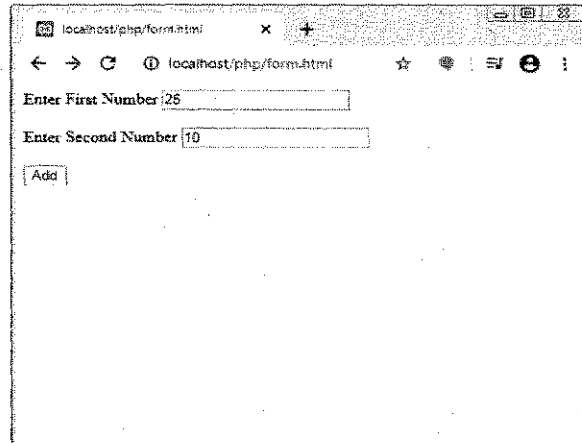 localhost/php/form.html
localhost/php/form.html
Enter First Number 25
Enter Second Number 10
Add